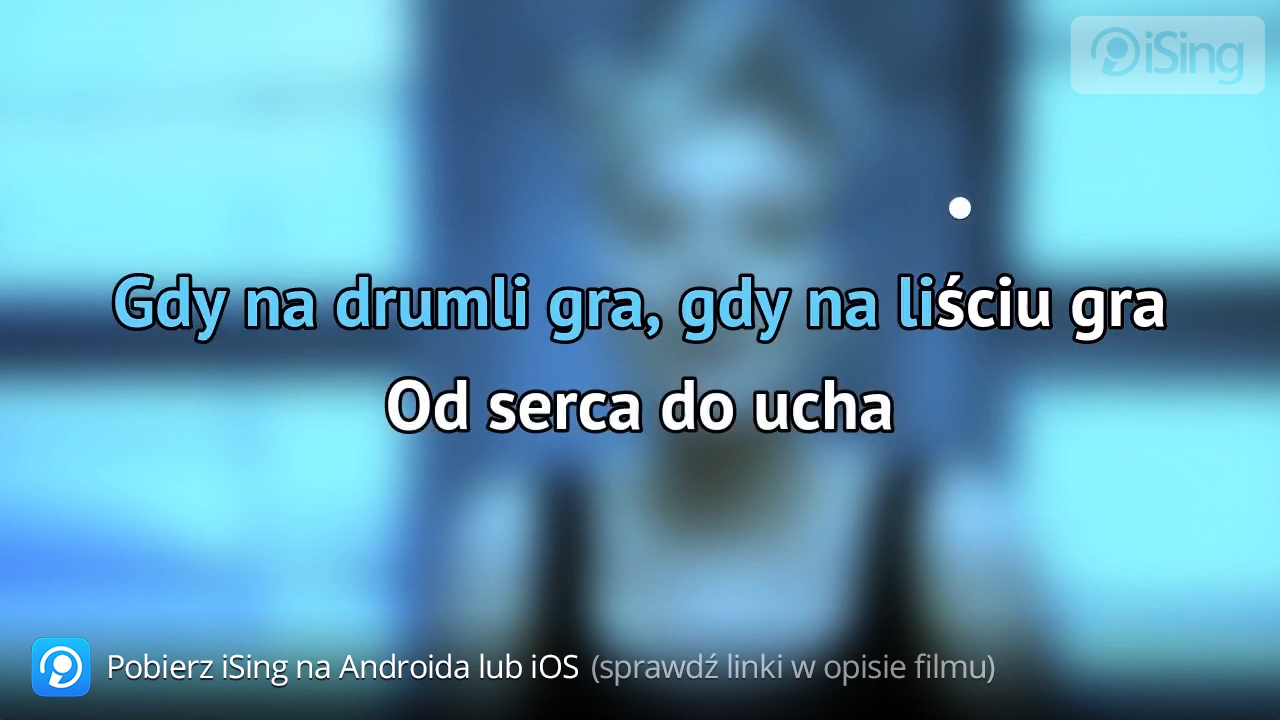 iSing
Gdy na drumli gra, gdy na liściu gra
Od serca do ucha
Pobierz iSing na Androida lub iOS (sprawdź linki w opisie filmu)